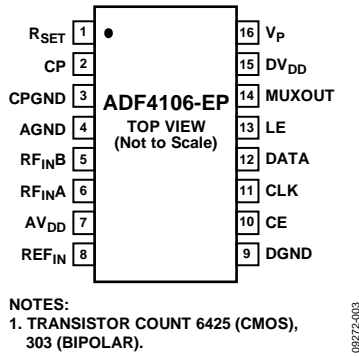 RSET 1
CP 2
CPGND 3
AGND 4
RFINB 5
RFINA 6
AVDD 7
REFIN 8
ADF4106-EP
TOP VIEW
(Not to Scale)
16 VP
15 DVDD
14 MUXOUT
13 LE
12 DATA
11 CLK
10 CE
9 DGND
NOTES:
1. TRANSISTOR COUNT 6425 (CMOS),
303 (BIPOLAR).
09272-003